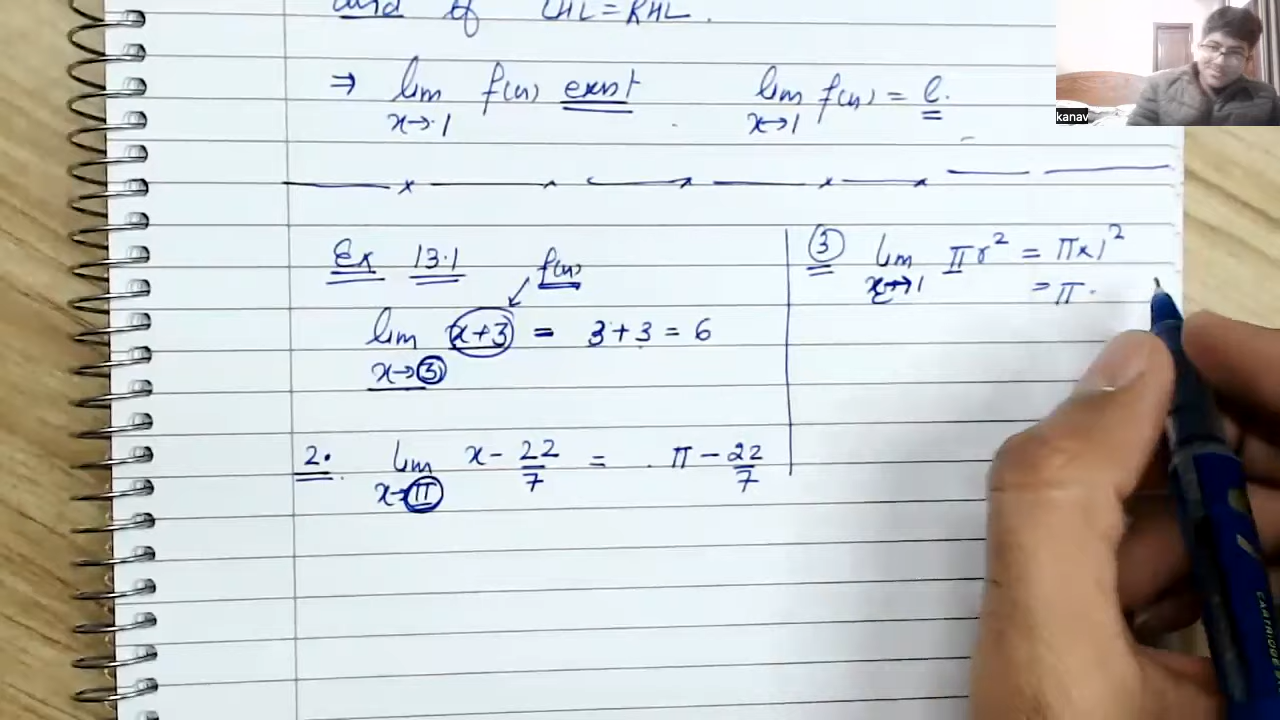 and if LHL = RHL.
⇒ lim f(x) exist lim f(x) = l.
x→1 x→1
Ex 13.1
f(x)
lim x+3 = 3+3 = 6
x→3
2. lim x - 22/7 = π - 22/7
x→π
③ lim πr² = π×1²
r→1 = π.
kanav